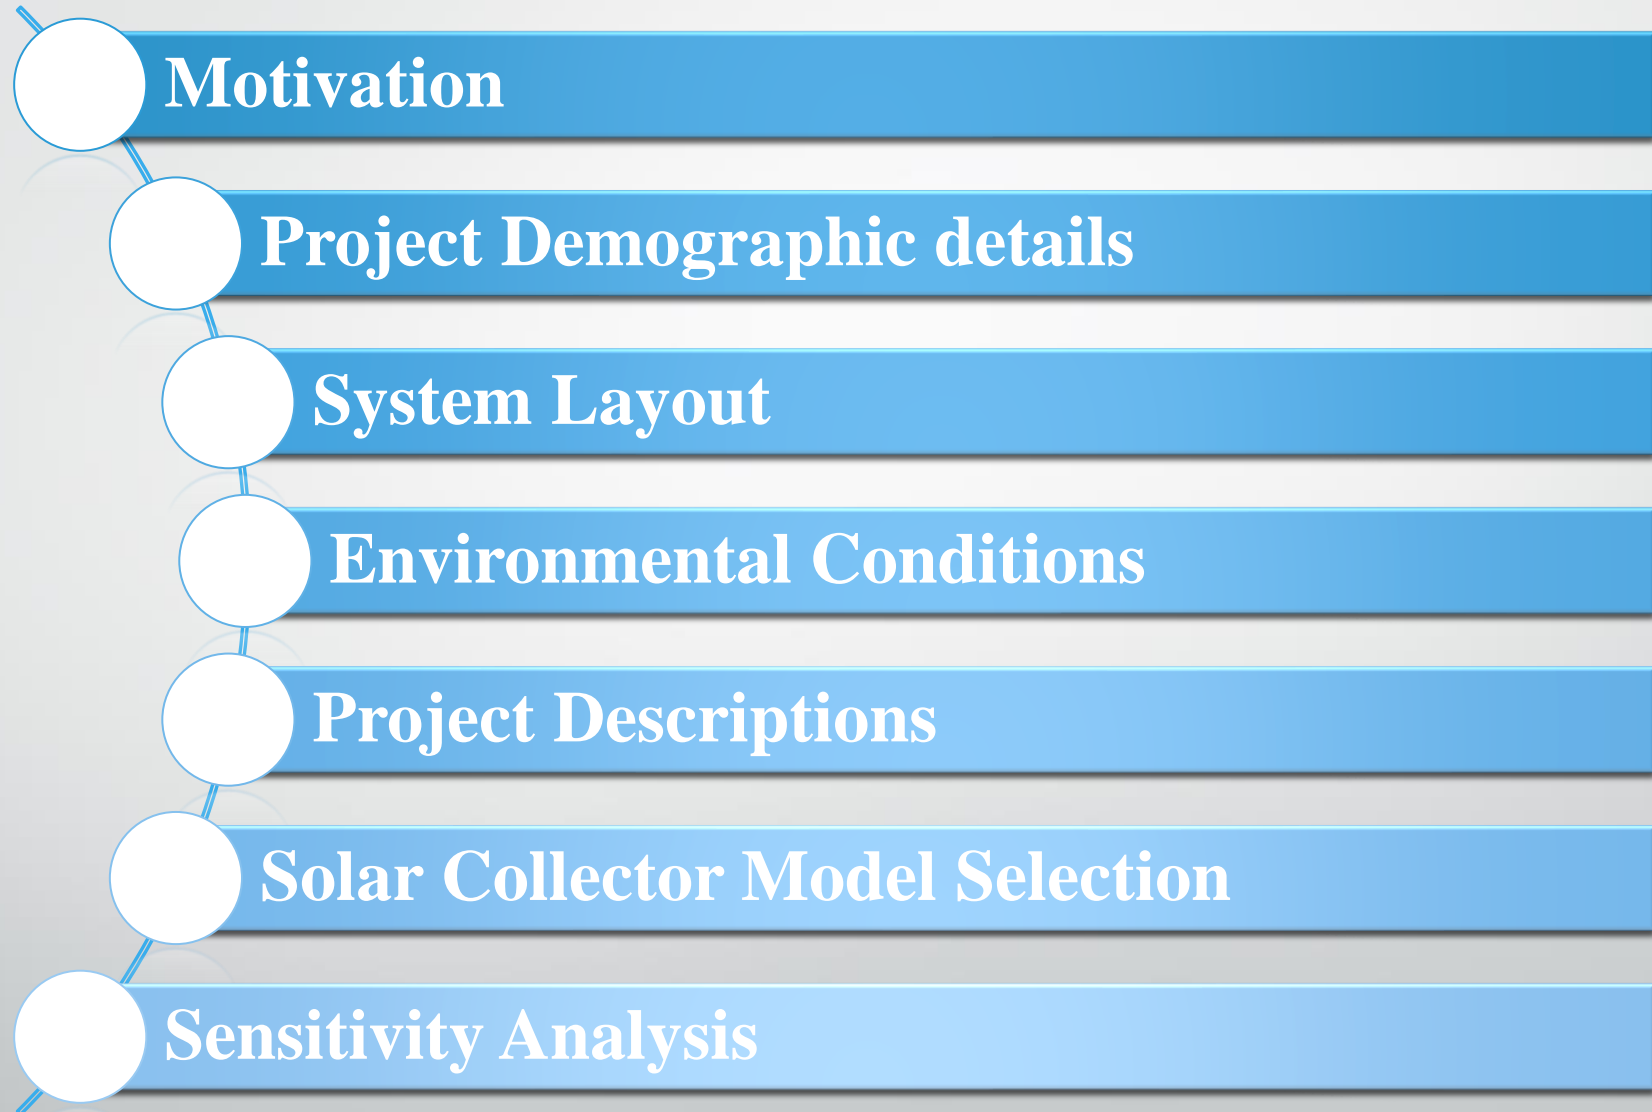 Motivation
Project Demographic details
System Layout
Environmental Conditions
Project Descriptions
Solar Collector Model Selection
Sensitivity Analysis